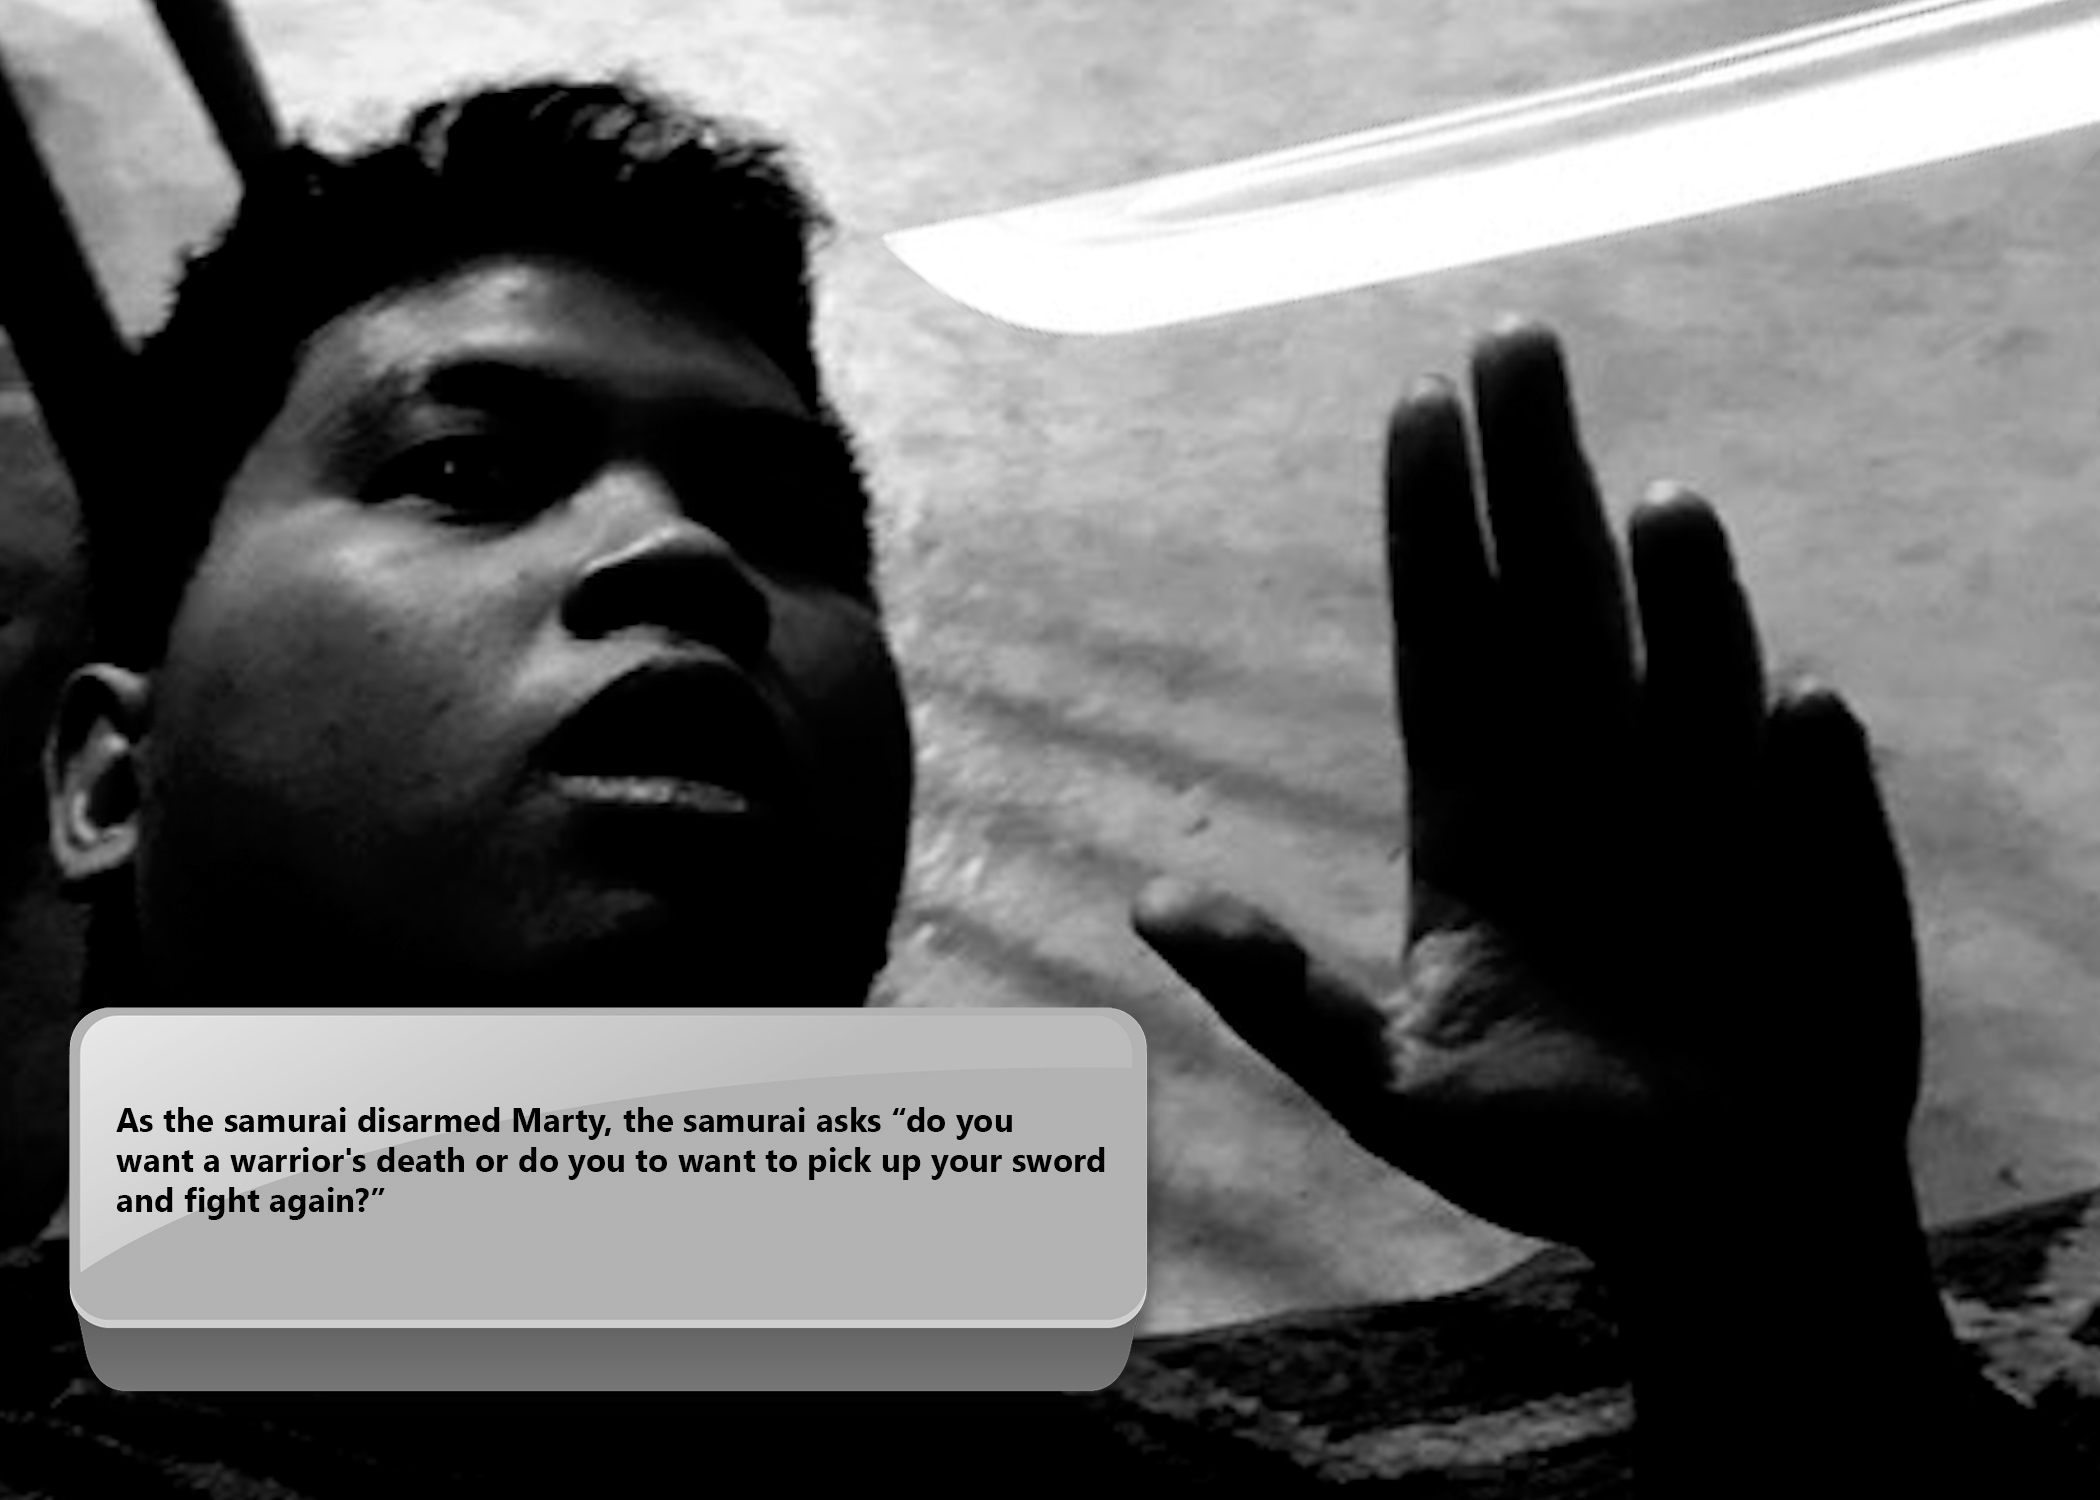 As the samurai disarmed Marty, the samurai asks “do you
want a warrior's death or do you to want to pick up your sword
and fight again?”